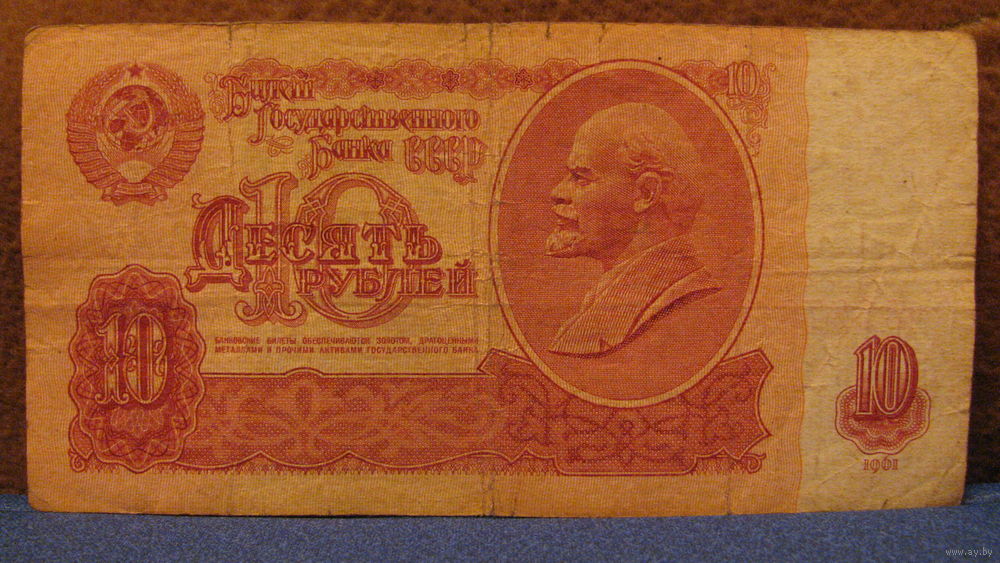 Билет
Государственного
Банка СССР
10
10
Десять
рублей
БАНКОВСКИЕ БИЛЕТЫ ОБЕСПЕЧИВАЮТСЯ ЗОЛОТОМ, ДРАГОЦЕННЫМИ
МЕТАЛЛАМИ И ПРОЧИМИ АКТИВАМИ ГОСУДАРСТВЕННОГО БАНКА
10
10
1961
www.ay.by